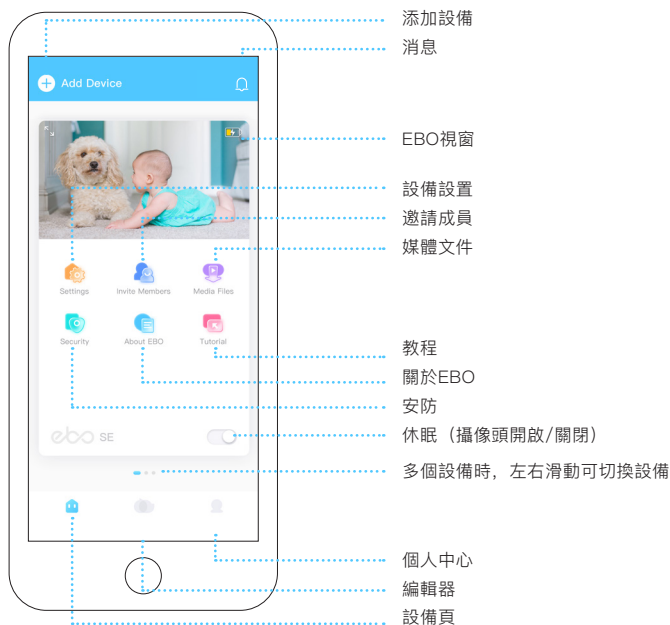 添加設備
消息
Add Device
EBO視窗
設備設置
邀請成員
媒體文件
Settings
Invite Members
Media Files
Security
About EBO
Tutorial
教程
關於EBO
安防
ebo SE
休眠（攝像頭開啟/關閉）
多個設備時，左右滑動可切換設備
個人中心
編輯器
設備頁